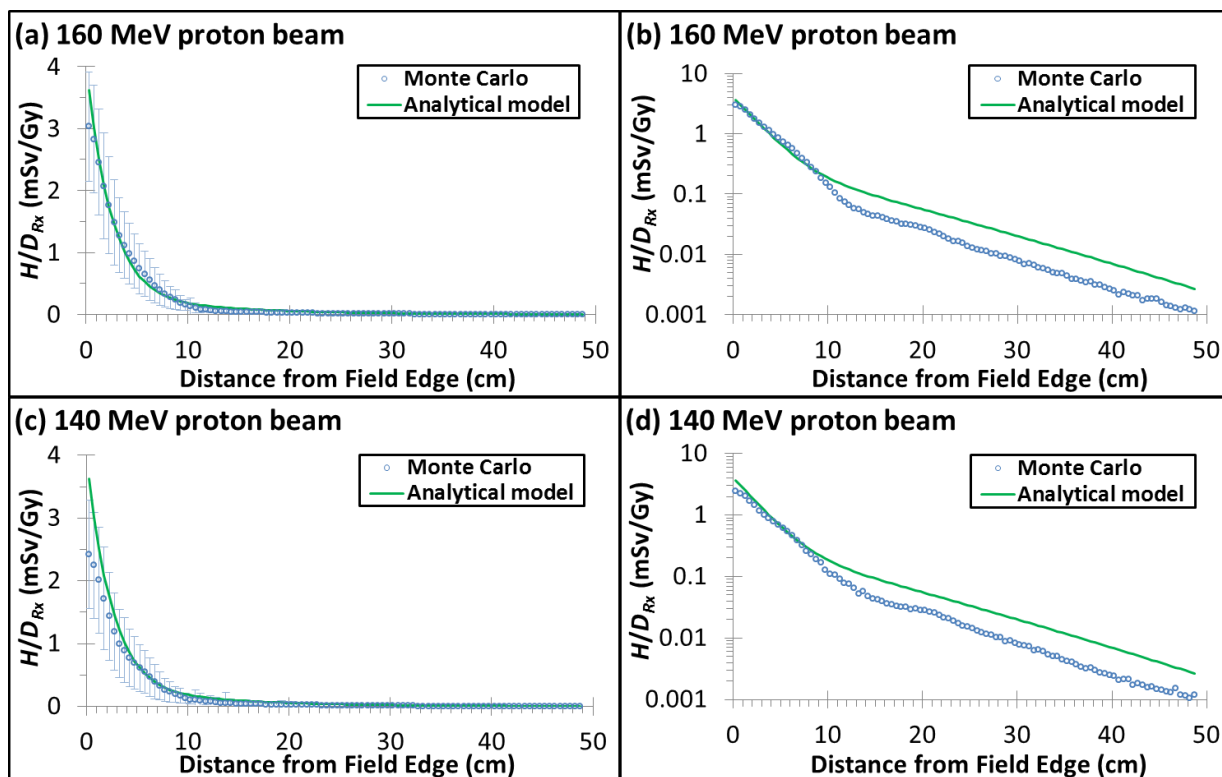 (a) 160 MeV proton beam
4
3
2
1
0
H/D_Rx (mSv/Gy)
Monte Carlo
Analytical model
0 10 20 30 40 50
Distance from Field Edge (cm)
(b) 160 MeV proton beam
10
1
0.1
0.01
0.001
H/D_Rx (mSv/Gy)
Monte Carlo
Analytical model
0 10 20 30 40 50
Distance from Field Edge (cm)
(c) 140 MeV proton beam
4
3
2
1
0
H/D_Rx (mSv/Gy)
Monte Carlo
Analytical model
0 10 20 30 40 50
Distance from Field Edge (cm)
(d) 140 MeV proton beam
10
1
0.1
0.01
0.001
H/D_Rx (mSv/Gy)
Monte Carlo
Analytical model
0 10 20 30 40 50
Distance from Field Edge (cm)